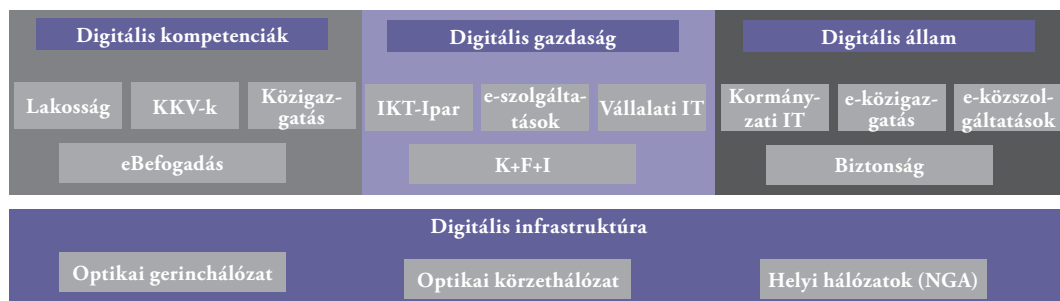 Digitális kompetenciák
Lakosság
KKV-k
Közigaz-
gatás
eBefogadás
Digitális gazdaság
IKT-Ipar
e-szolgálta-
tások
Vállalati IT
K+F+I
Digitális állam
Kormány-
zati IT
e-közigaz-
gatás
e-közszol-
gáltatások
Biztonság
Digitális infrastruktúra
Optikai gerinchálózat
Optikai körzethálózat
Helyi hálózatok (NGA)